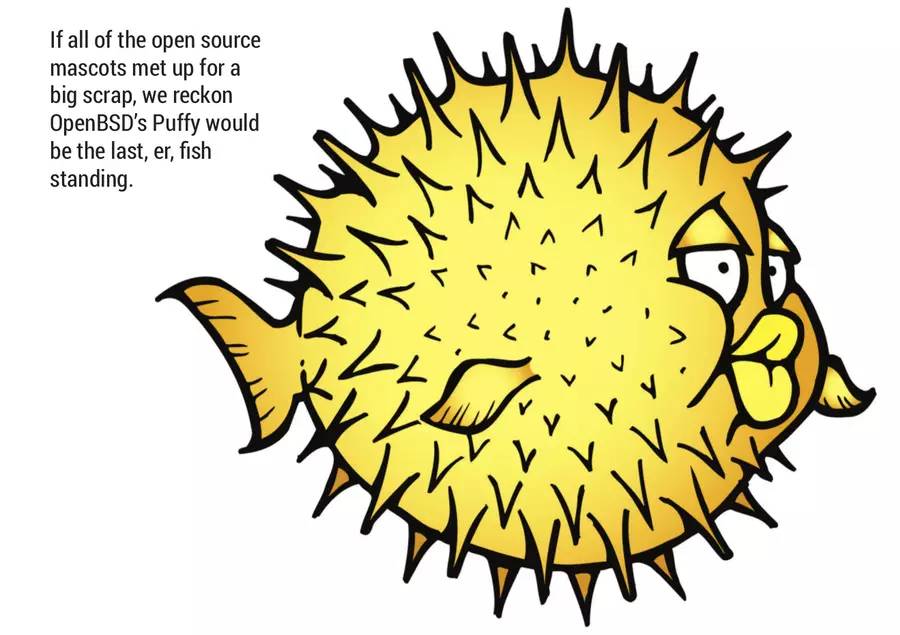 If all of the open source
mascots met up for a
big scrap, we reckon
OpenBSD’s Puffy would
be the last, er, fish
standing.